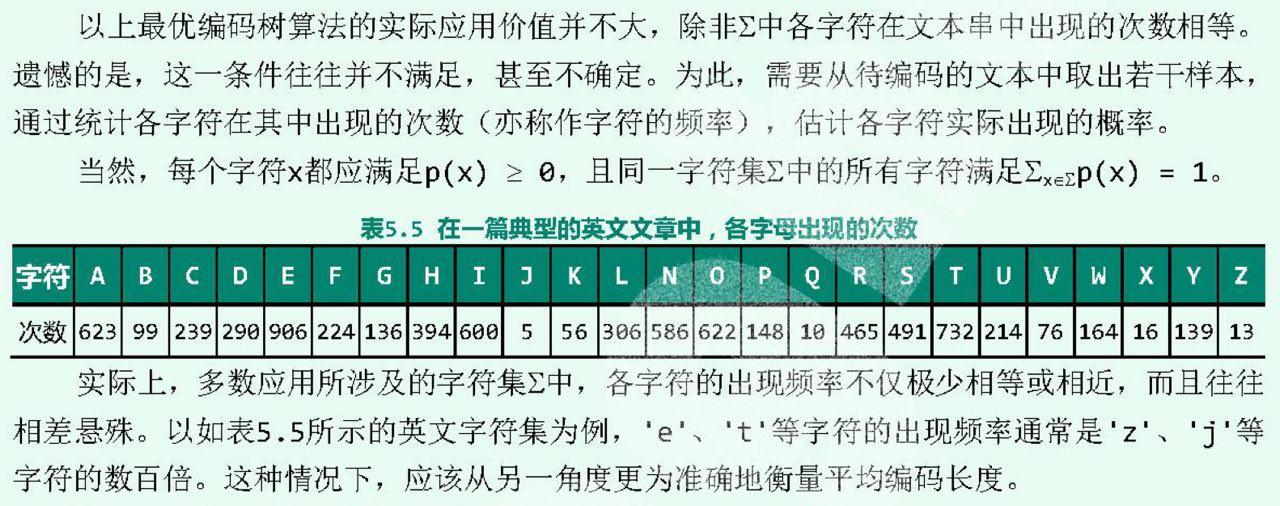 以上最优编码树算法的实际应用价值并不大，除非Σ中各字符在文本串中出现的次数相等。
遗憾的是，这一条件往往并不满足，甚至不确定。为此，需要从待编码的文本中取出若干样本，
通过统计各字符在其中出现的次数（亦称作字符的频率），估计各字符实际出现的概率。
当然，每个字符x都应满足p(x) ≥ 0，且同一字符集Σ中的所有字符满足Σx∈Σp(x) = 1。
表5.5 在一篇典型的英文文章中，各字母出现的次数
字符 A B C D E F G H I J K L N O P Q R S T U V W X Y Z
次数 623 99 239 290 906 224 136 394 600 5 56 306 586 622 148 10 465 491 732 214 76 164 16 139 13
实际上，多数应用所涉及的字符集Σ中，各字符的出现频率不仅极少相等或相近，而且往往
相差悬殊。以如表5.5所示的英文字符集为例，'e'、't'等字符的出现频率通常是'z'、'j'等
字符的数百倍。这种情况下，应该从另一角度更为准确地衡量平均编码长度。